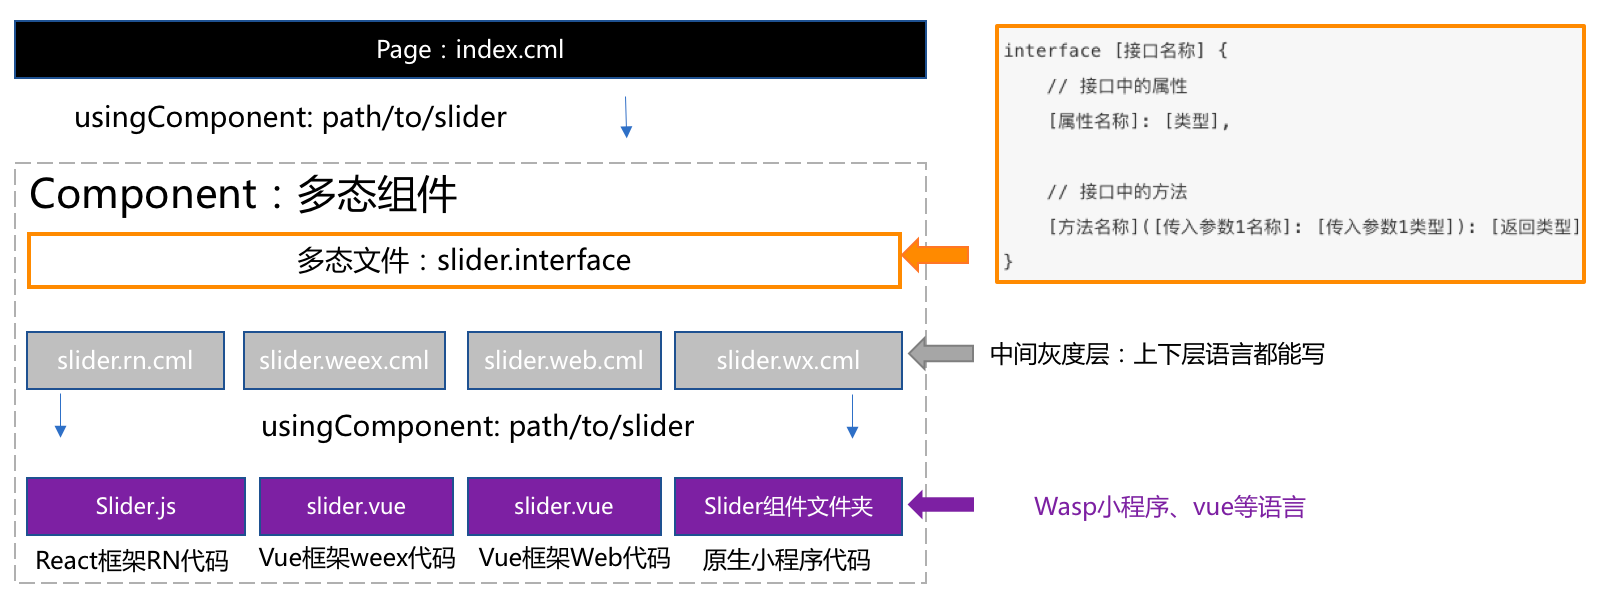 Page：index.cml
usingComponent: path/to/slider
Component：多态组件
多态文件：slider.interface
slider.rn.cml
slider.weex.cml
slider.web.cml
slider.wx.cml
usingComponent: path/to/slider
Slider.js
slider.vue
slider.vue
Slider组件文件夹
React框架RN代码
Vue框架weex代码
Vue框架Web代码
原生小程序代码
interface [接口名称] {
// 接口中的属性
[属性名称]: [类型],
// 接口中的方法
[方法名称]([传入参数1名称]: [传入参数1类型]): [返回类型]
}
中间灰度层：上下层语言都能写
Wasp小程序、vue等语言